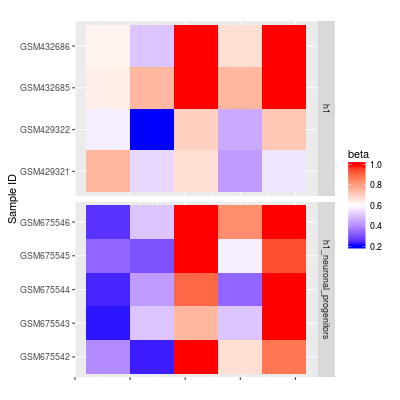 GSM432686
GSM432685
GSM429322
GSM429321
h1
GSM675546
GSM675545
GSM675544
GSM675543
GSM675542
h1_neuronal_progenitors
Sample ID
beta
1.0
0.8
0.6
0.4
0.2